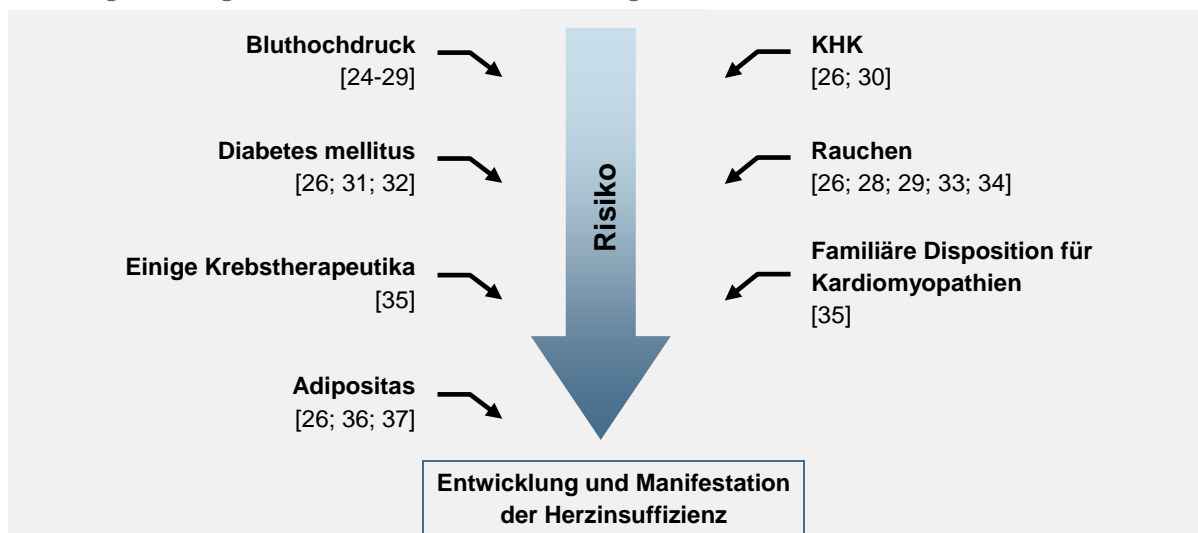 Bluthochdruck
[24-29]
KHK
[26; 30]
Diabetes mellitus
[26; 31; 32]
Rauchen
[26; 28; 29; 33; 34]
Risiko
Einige Krebstherapeutika
[35]
Familiäre Disposition für
Kardiomyopathien
[35]
Adipositas
[26; 36; 37]
Entwicklung und Manifestation
der Herzinsuffizienz